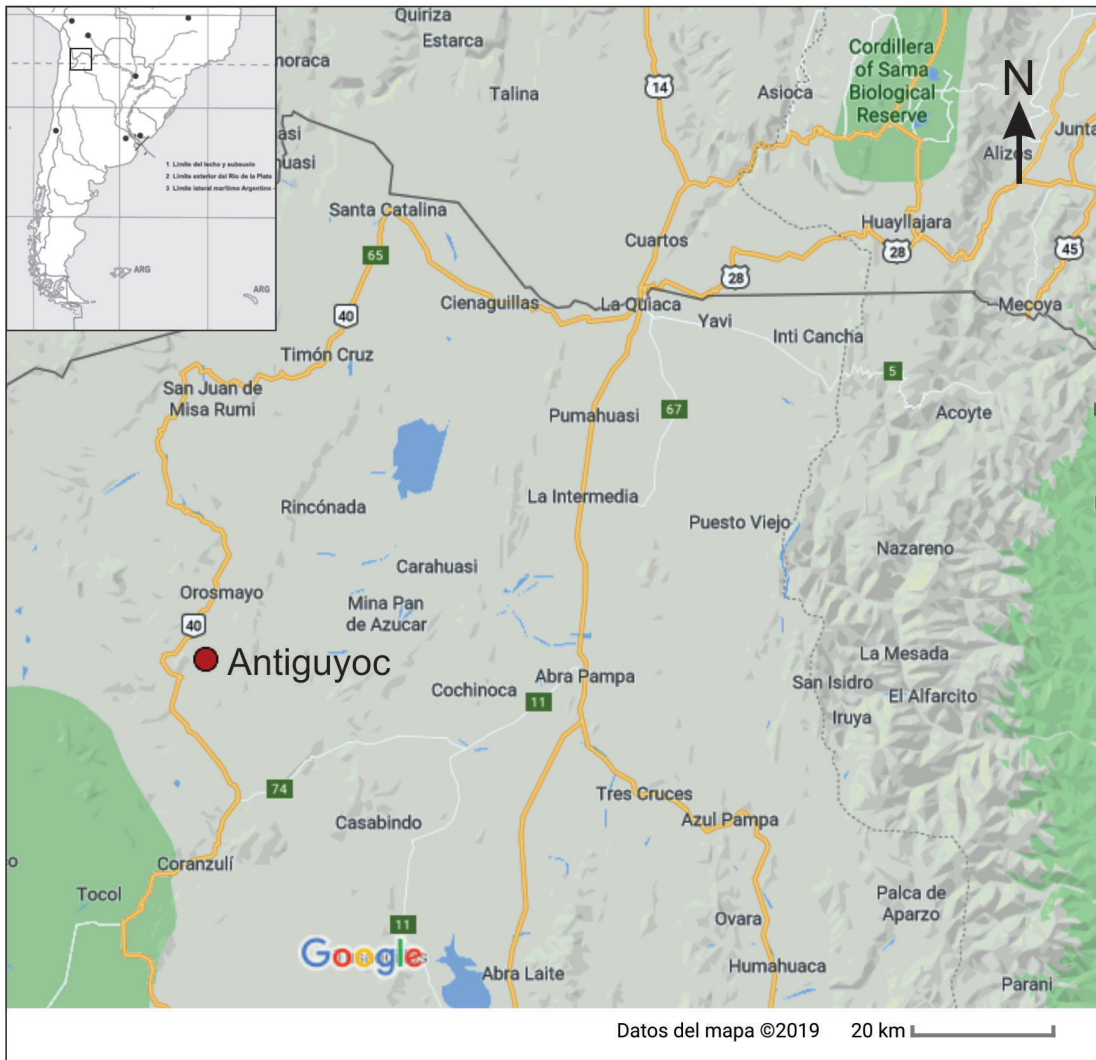 Quiriza
Estarca
Talina
14
Asioca
Cordillera
of Sama
Biological
Reserve
N
Alizos
1 Limite del lecho y subsuelo
2 Limite exterior del Rio de la Plata
3 Limite lateral maritimo Argentino -
ARG
ARG
Santa Catalina
65
Cuartos
Huayllajara
28
45
28
Cienaguillas
La Quiaca
Mecoya
40
Yavi
Inti Cancha
Timón Cruz
5
San Juan de
Misa Rumi
67
Pumahuasi
Acoyte
Rincónada
La Intermedia
Puesto Viejo
Nazareno
Carahuasi
Orosmayo
Mina Pan
de Azucar
40
Antiguyoc
La Mesada
Abra Pampa
San Isidro
El Alfarcito
Cochinoca
11
Iruya
74
Tres Cruces
Casabindo
Azul Pampa
Coranzulí
Tocol
Palca de
Aparzo
11
Ovara
Google
Abra Laite
Humahuaca
Parani
Datos del mapa ©2019 20 km